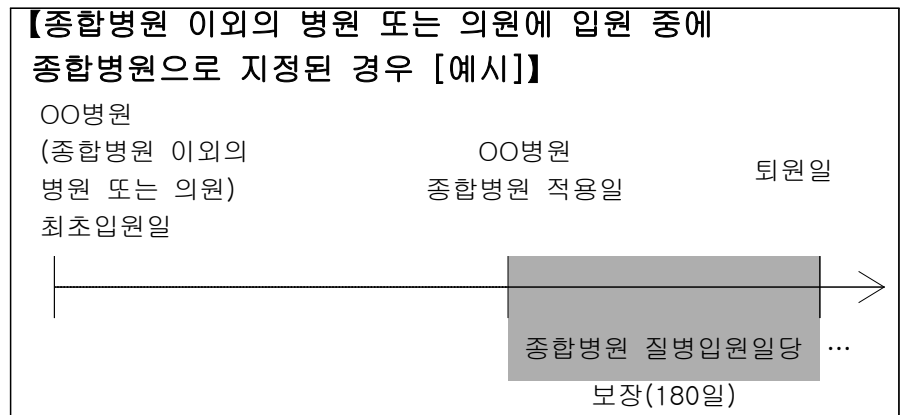 【종합병원 이외의 병원 또는 의원에 입원 중에
종합병원으로 지정된 경우 [예시]】
OO병원
(종합병원 이외의
병원 또는 의원)
최초입원일
OO병원
종합병원 적용일
퇴원일
종합병원 질병입원일당 …
보장(180일)